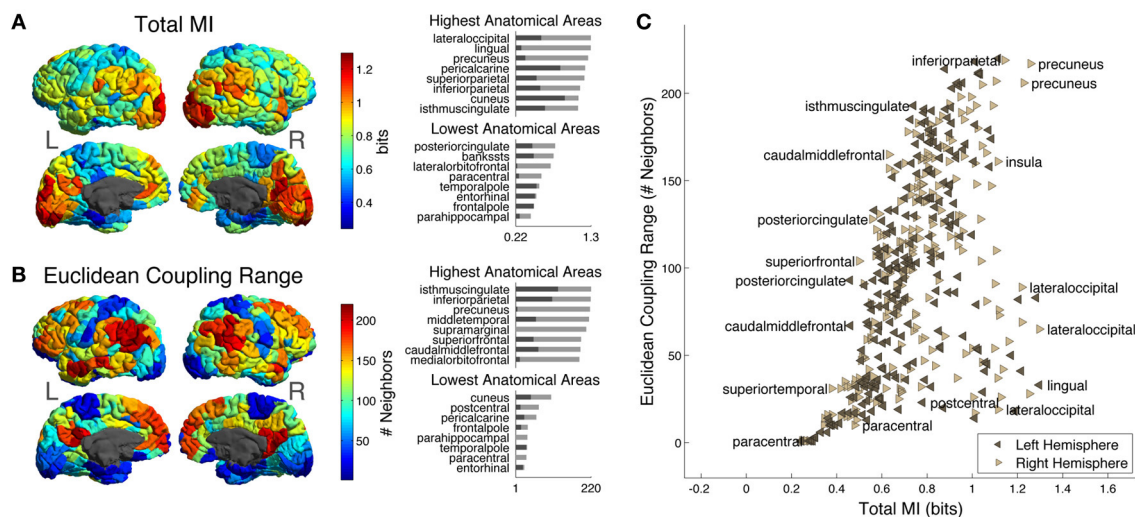 A
Total MI
L
R
1.2
1
0.8
0.6
0.4
bits
Highest Anatomical Areas
lateraloccipital
lingual
precuneus
pericalcarine
superiorparietal
inferiorparietal
cuneus
isthmuscingulate
Lowest Anatomical Areas
posteriorcingulate
bankssts
lateralorbitofrontal
paracentral
temporalpole
entorhinal
frontalpole
parahippocampal
0.22 1.3
B
Euclidean Coupling Range
L
R
200
150
100
50
# Neighbors
Highest Anatomical Areas
isthmuscingulate
inferiorparietal
precuneus
middletemporal
supramarginal
superiorfrontal
caudalmiddlefrontal
medialorbitofrontal
Lowest Anatomical Areas
cuneus
postcentral
pericalcarine
frontalpole
parahippocampal
temporalpole
paracentral
entorhinal
1 220
C
Euclidean Coupling Range (# Neighbors)
200
150
100
50
0
inferiorparietal
precuneus
precuneus
isthmuscingulate
caudalmiddlefrontal
insula
posteriorcingulate
superiorfrontal
posteriorcingulate
lateraloccipital
caudalmiddlefrontal
lateraloccipital
superiortemporal
lingual
postcentral
lateraloccipital
paracentral
paracentral
Left Hemisphere
Right Hemisphere
-0.2 0 0.2 0.4 0.6 0.8 1 1.2 1.4 1.6
Total MI (bits)